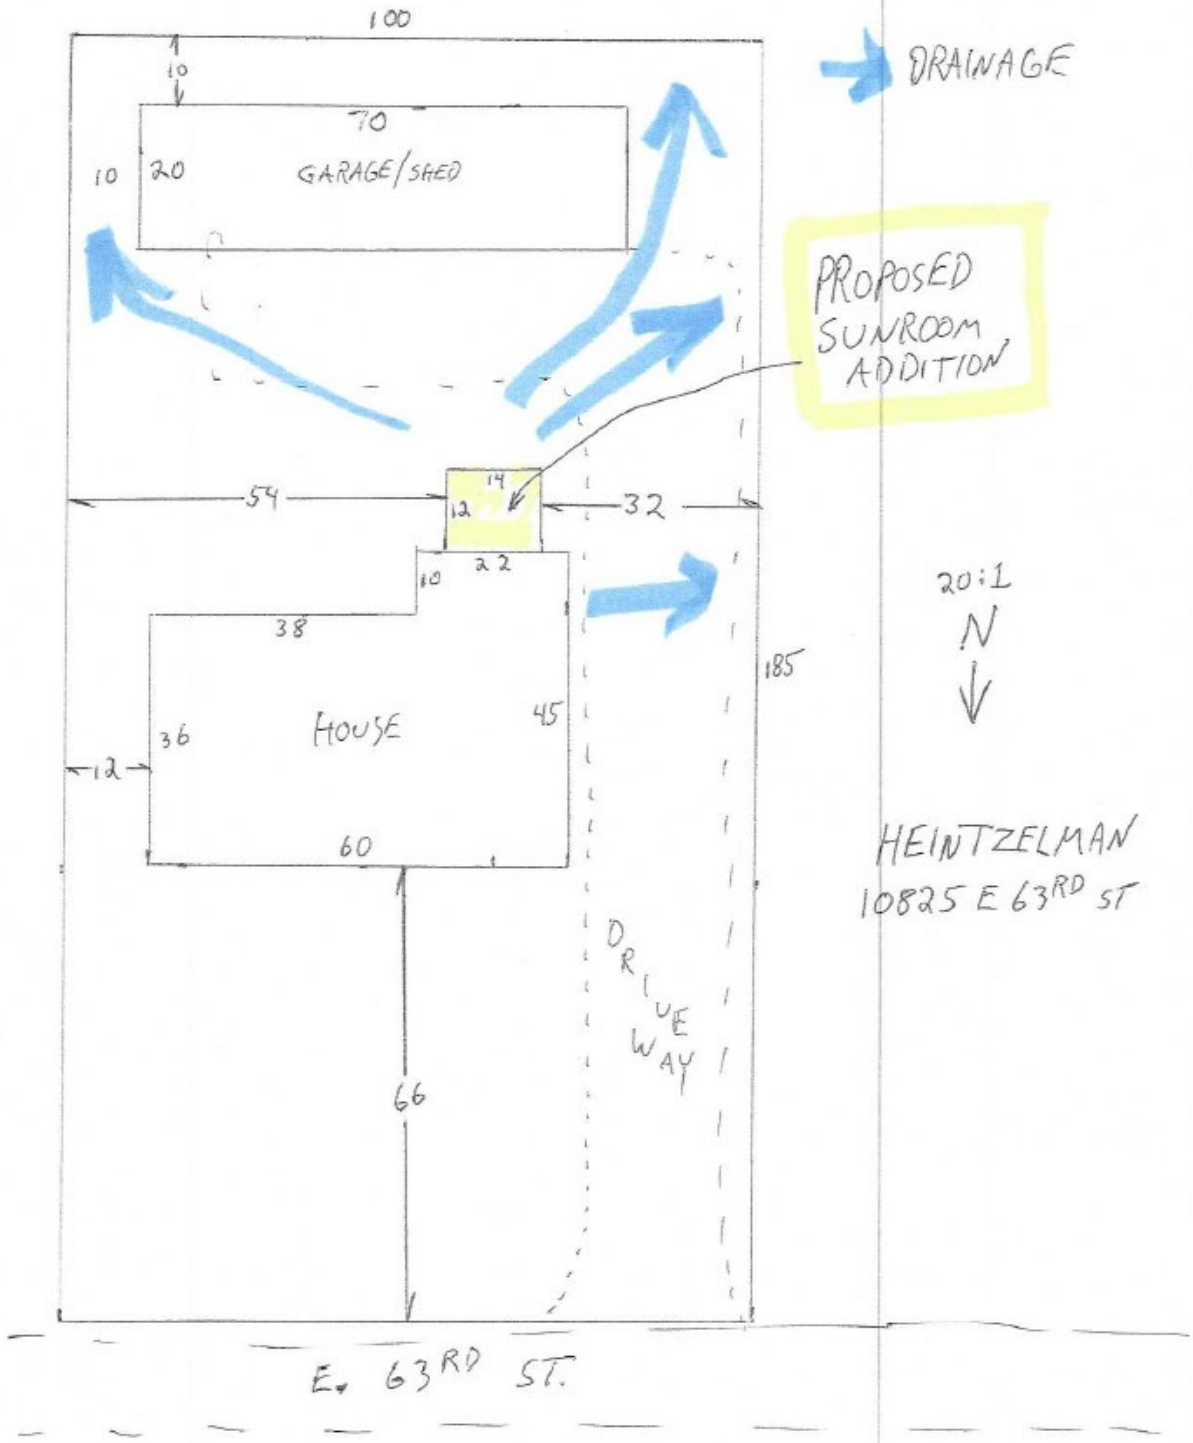 100
DRAINAGE
10
70
10
20
GARAGE/SHED
PROPOSED
SUNROOM
ADDITION
14
54
12
32
22
10
20:1
N
38
185
36
HOUSE
45
12
60
HEINTZELMAN
10825 E 63RD ST
DRIVE
WAY
66
E. 63RD ST.